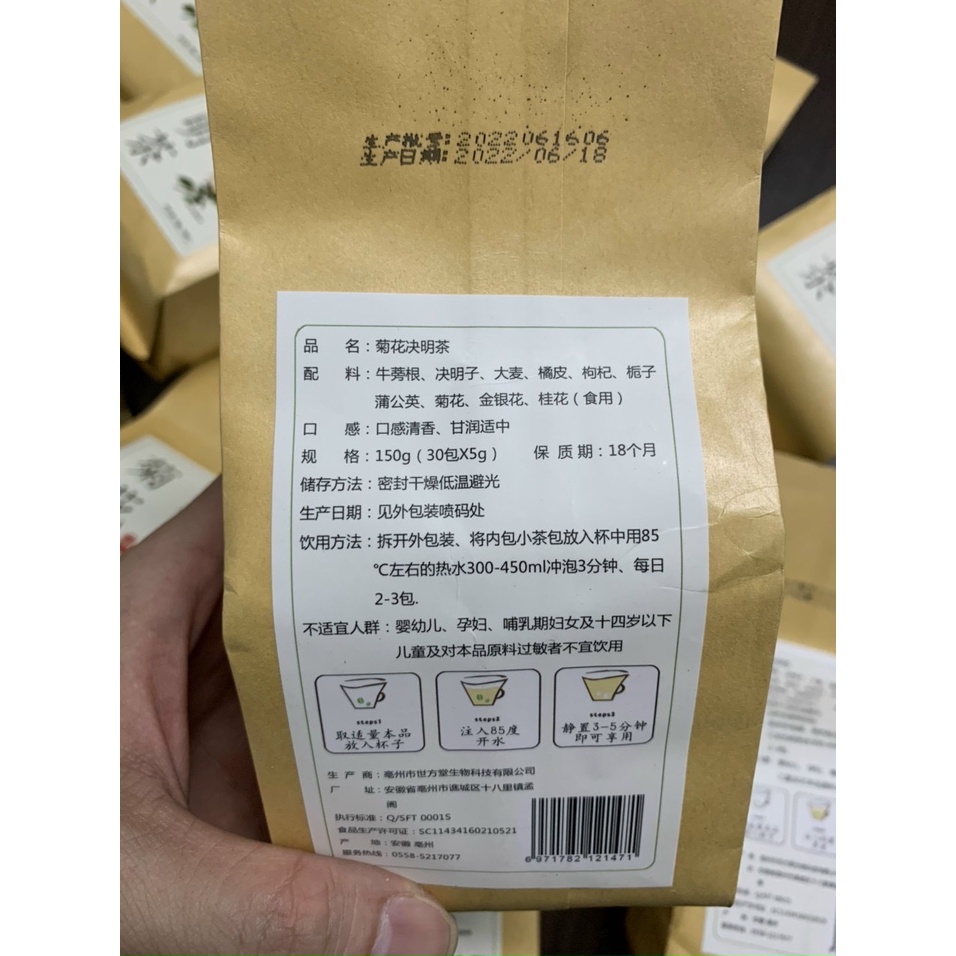 生产批号:2022061606
生产日期:2022/06/18
品 名：菊花决明茶
配 料：牛蒡根、决明子、大麦、橘皮、枸杞、栀子
蒲公英、菊花、金银花、桂花（食用）
口 感：口感清香、甘润适中
规 格：150g（30包X5g） 保 质 期：18个月
储存方法：密封干燥低温避光
生产日期：见外包装喷码处
饮用方法：拆开外包装、将内包小茶包放入杯中用85
℃左右的热水300-450ml冲泡3分钟、每日
2-3包.
不适宜人群：婴幼儿、孕妇、哺乳期妇女及十四岁以下
儿童及对本品原料过敏者不宜饮用
steps1
取适量本品
放入杯子
steps2
注入85度
开水
steps3
静置3-5分钟
即可享用
生 产 商：亳州市世方堂生物科技有限公司
厂 址：安徽省亳州市谯城区十八里镇孟
阁
执行标准：Q/SFT 0001S
食品生产许可证：SC11434160210521
产 地：安徽 亳州
服务热线：0558-5217077
6 971782 121471
茶